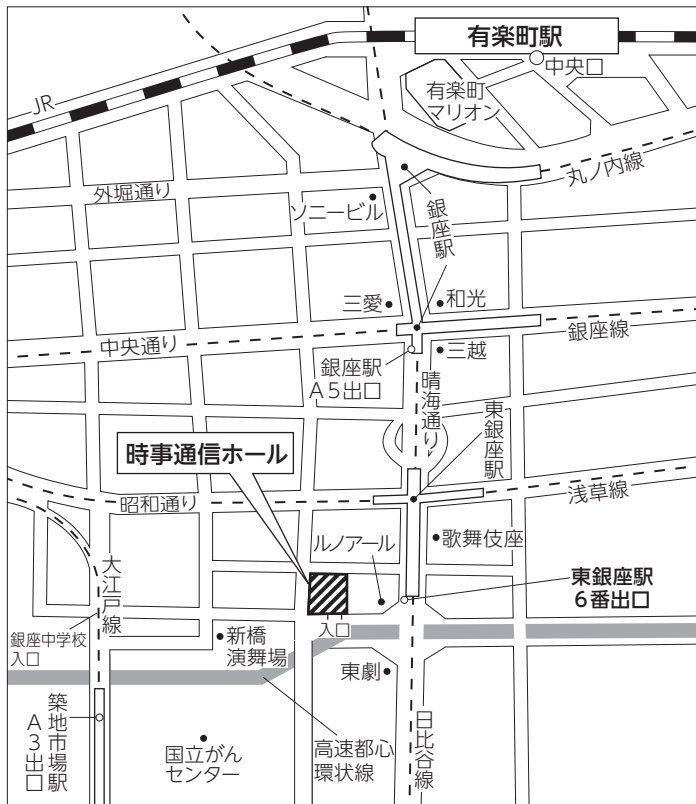 有楽町駅
中央口
有楽町
マリオン
JR
丸ノ内線
外堀通り
ソニービル
銀座駅
三愛
和光
銀座線
中央通り
三越
銀座駅
A5出口
晴海通り
東銀座駅
時事通信ホール
昭和通り
浅草線
ルノアール
歌舞伎座
大江戸線
東銀座駅
6番出口
入口
銀座中学校
入口
新橋
演舞場
東劇
築地市場駅
A3出口
国立がん
センター
高速都心
環状線
日比谷線